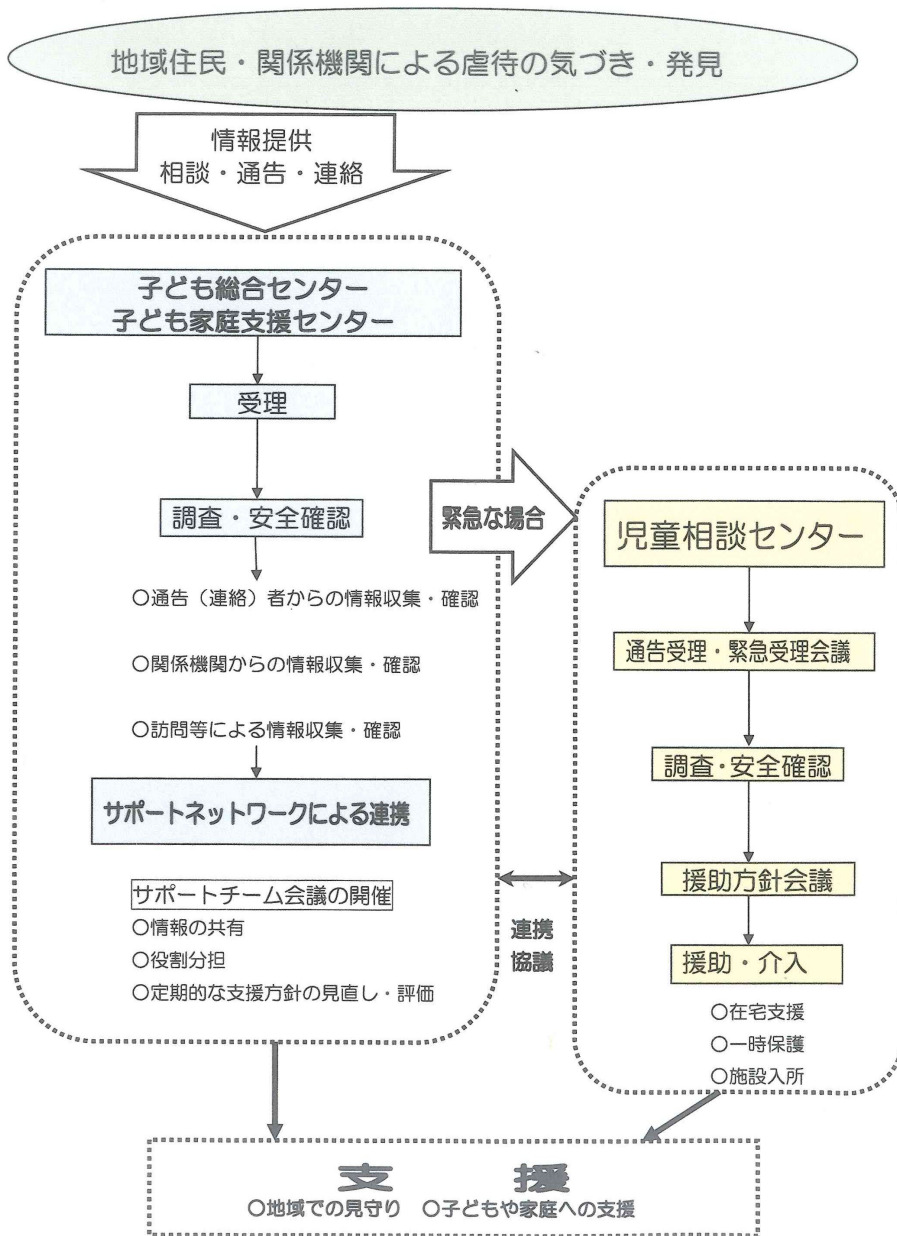 地域住民・関係機関による虐待の気づき・発見
情報提供
相談・通告・連絡
子ども総合センター
子ども家庭支援センター
受理
調査・安全確認
○通告（連絡）者からの情報収集・確認
○関係機関からの情報収集・確認
○訪問等による情報収集・確認
サポートネットワークによる連携
サポートチーム会議の開催
○情報の共有
○役割分担
○定期的な支援方針の見直し・評価
緊急な場合
連携
協議
児童相談センター
通告受理・緊急受理会議
調査・安全確認
援助方針会議
援助・介入
○在宅支援
○一時保護
○施設入所
支　援
○地域での見守り　○子どもや家庭への支援